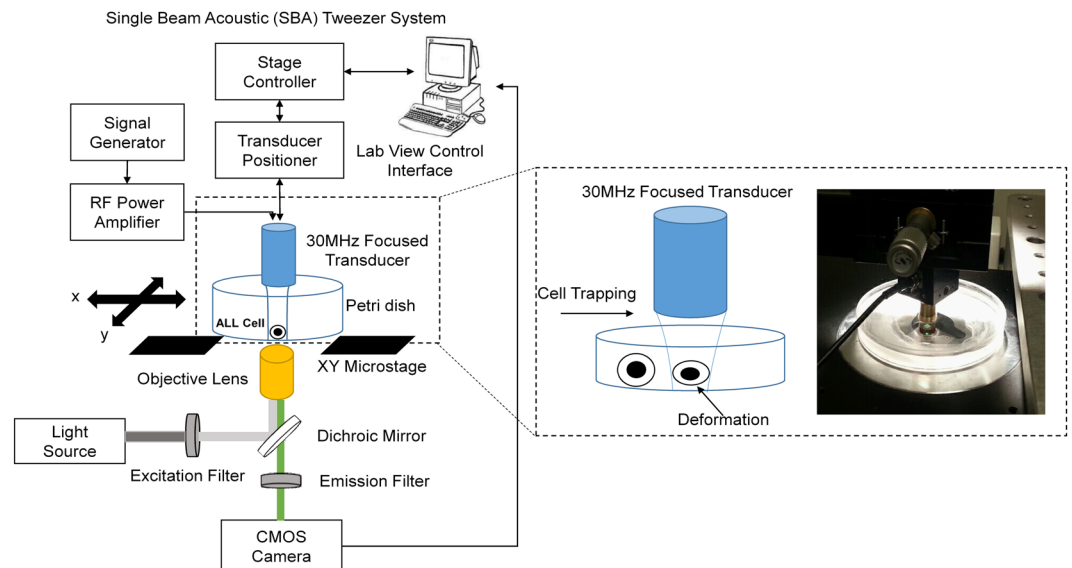 Single Beam Acoustic (SBA) Tweezer System
Stage
Controller
Signal
Generator
Transducer
Positioner
Lab View Control
Interface
RF Power
Amplifier
30MHz Focused
Transducer
Petri dish
ALL Cell
x
y
XY Microstage
Objective Lens
Light
Source
Dichroic Mirror
Excitation Filter
Emission Filter
CMOS
Camera
30MHz Focused Transducer
Cell Trapping
Deformation